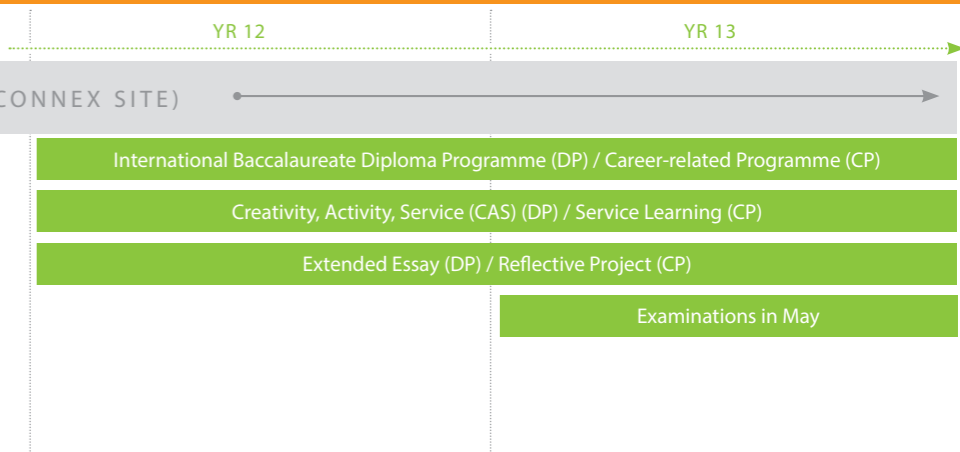 YR 12
YR 13
CONNEX SITE)
International Baccalaureate Diploma Programme (DP) / Career-related Programme (CP)
Creativity, Activity, Service (CAS) (DP) / Service Learning (CP)
Extended Essay (DP) / Reflective Project (CP)
Examinations in May